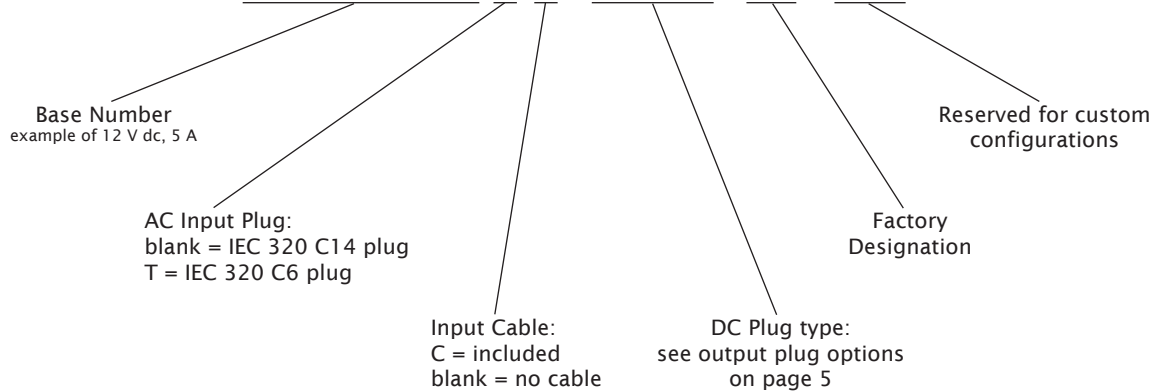 Base Number
example of 12 V dc, 5 A
Reserved for custom
configurations
AC Input Plug:
blank = IEC 320 C14 plug
T = IEC 320 C6 plug
Factory
Designation
Input Cable:
C = included
blank = no cable
DC Plug type:
see output plug options
on page 5